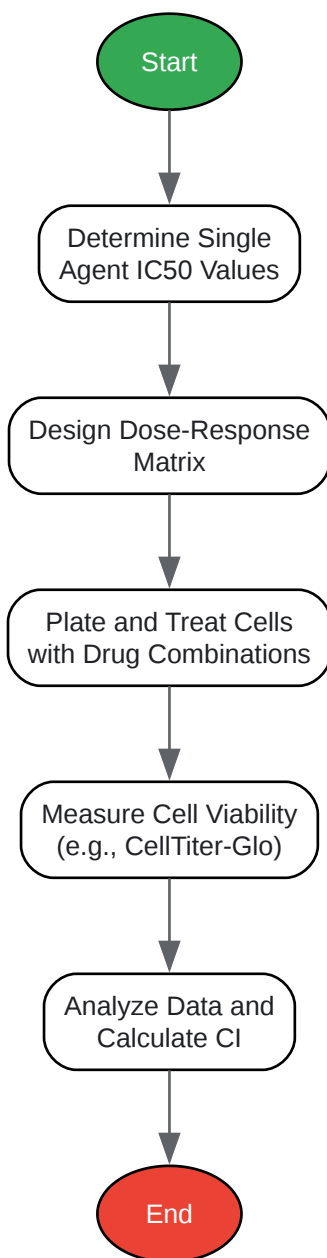 Start
Determine Single
Agent IC50 Values
Design Dose-Response
Matrix
Plate and Treat Cells
with Drug Combinations
Measure Cell Viability
(e.g., CellTiter-Glo)
Analyze Data and
Calculate CI
End